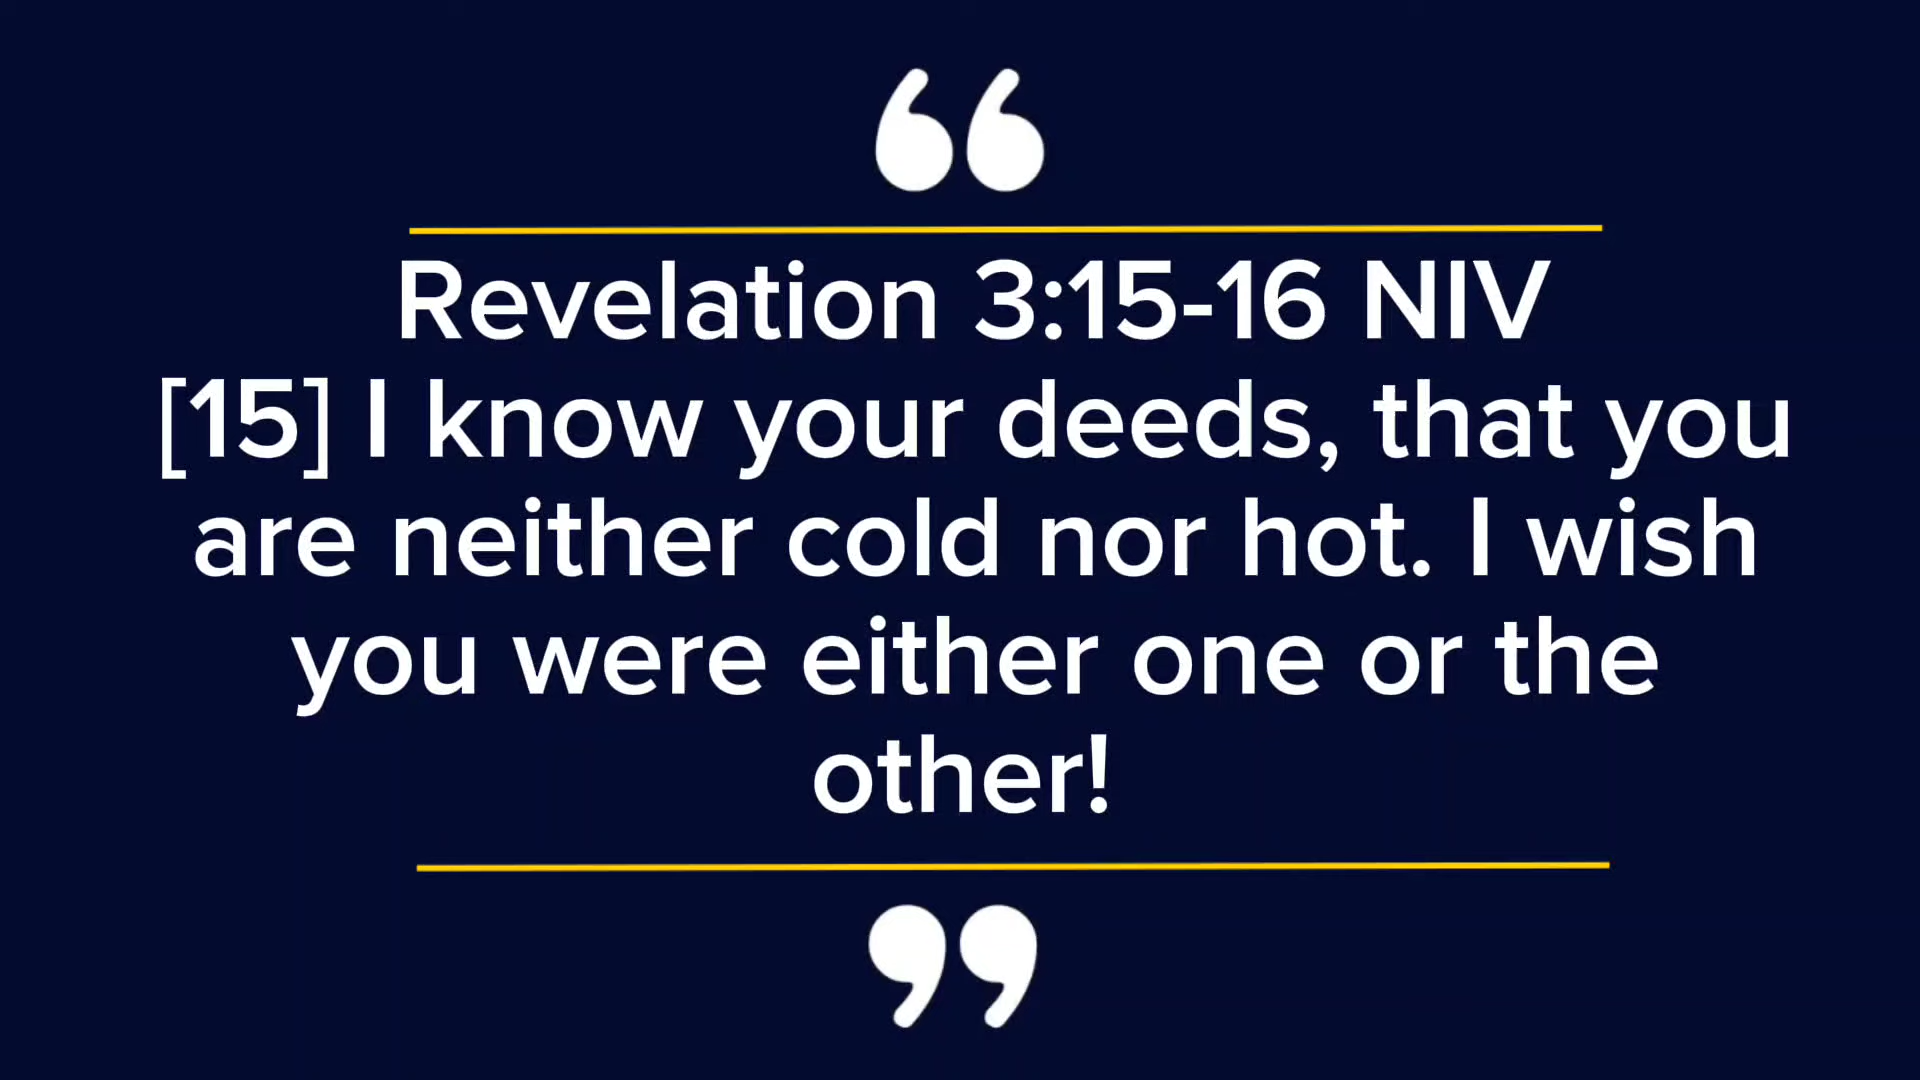 “
Revelation 3:15-16 NIV
[15] I know your deeds, that you
are neither cold nor hot. I wish
you were either one or the
other!
”